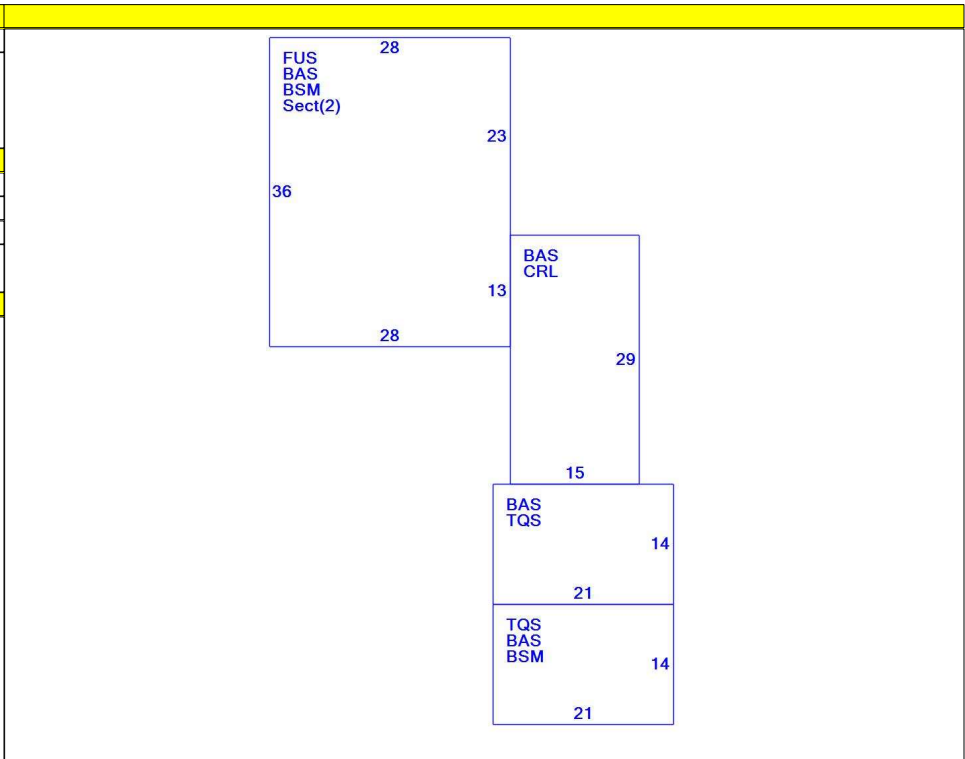 28
FUS
BAS
BSM
Sect(2)
23
36
BAS
CRL
13
28
29
15
BAS
TQS
14
21
TQS
BAS
BSM
14
21